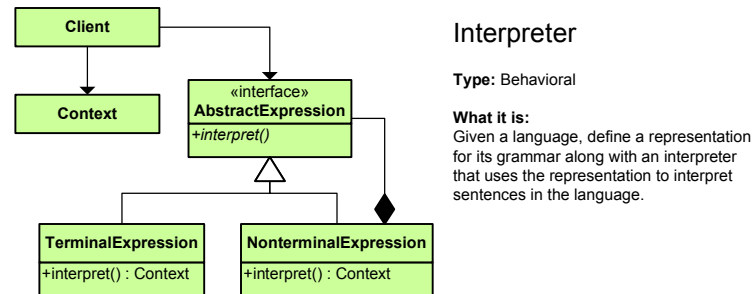 Client
Context
«interface»
AbstractExpression
+interpret()
TerminalExpression
+interpret() : Context
NonterminalExpression
+interpret() : Context
Interpreter
Type: Behavioral
What it is:
Given a language, define a representation
for its grammar along with an interpreter
that uses the representation to interpret
sentences in the language.